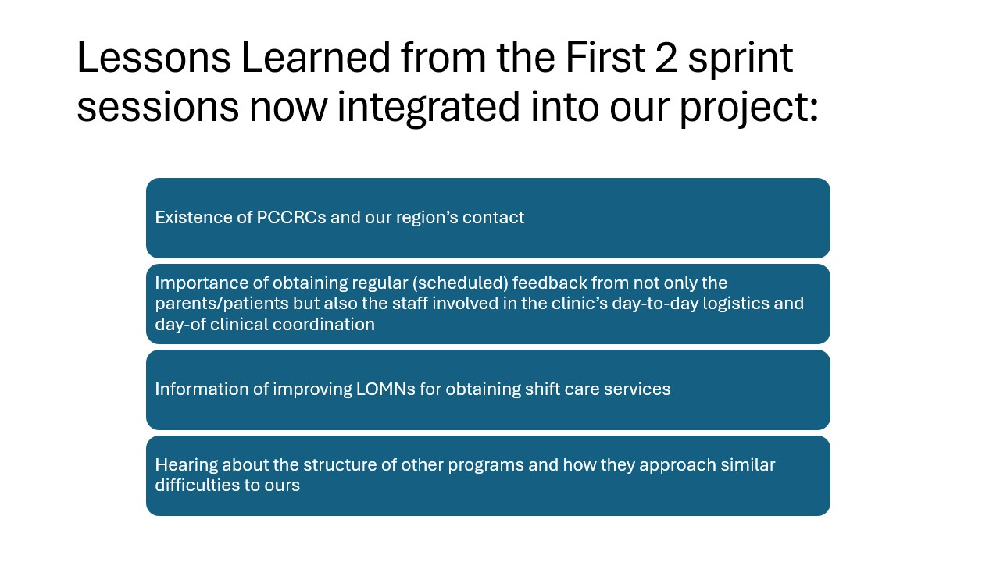 Lessons Learned from the First 2 sprint
sessions now integrated into our project:
Existence of PCCRCs and our region’s contact
Importance of obtaining regular (scheduled) feedback from not only the
parents/patients but also the staff involved in the clinic’s day-to-day logistics and
day-of clinical coordination
Information of improving LOMNs for obtaining shift care services
Hearing about the structure of other programs and how they approach similar
difficulties to ours